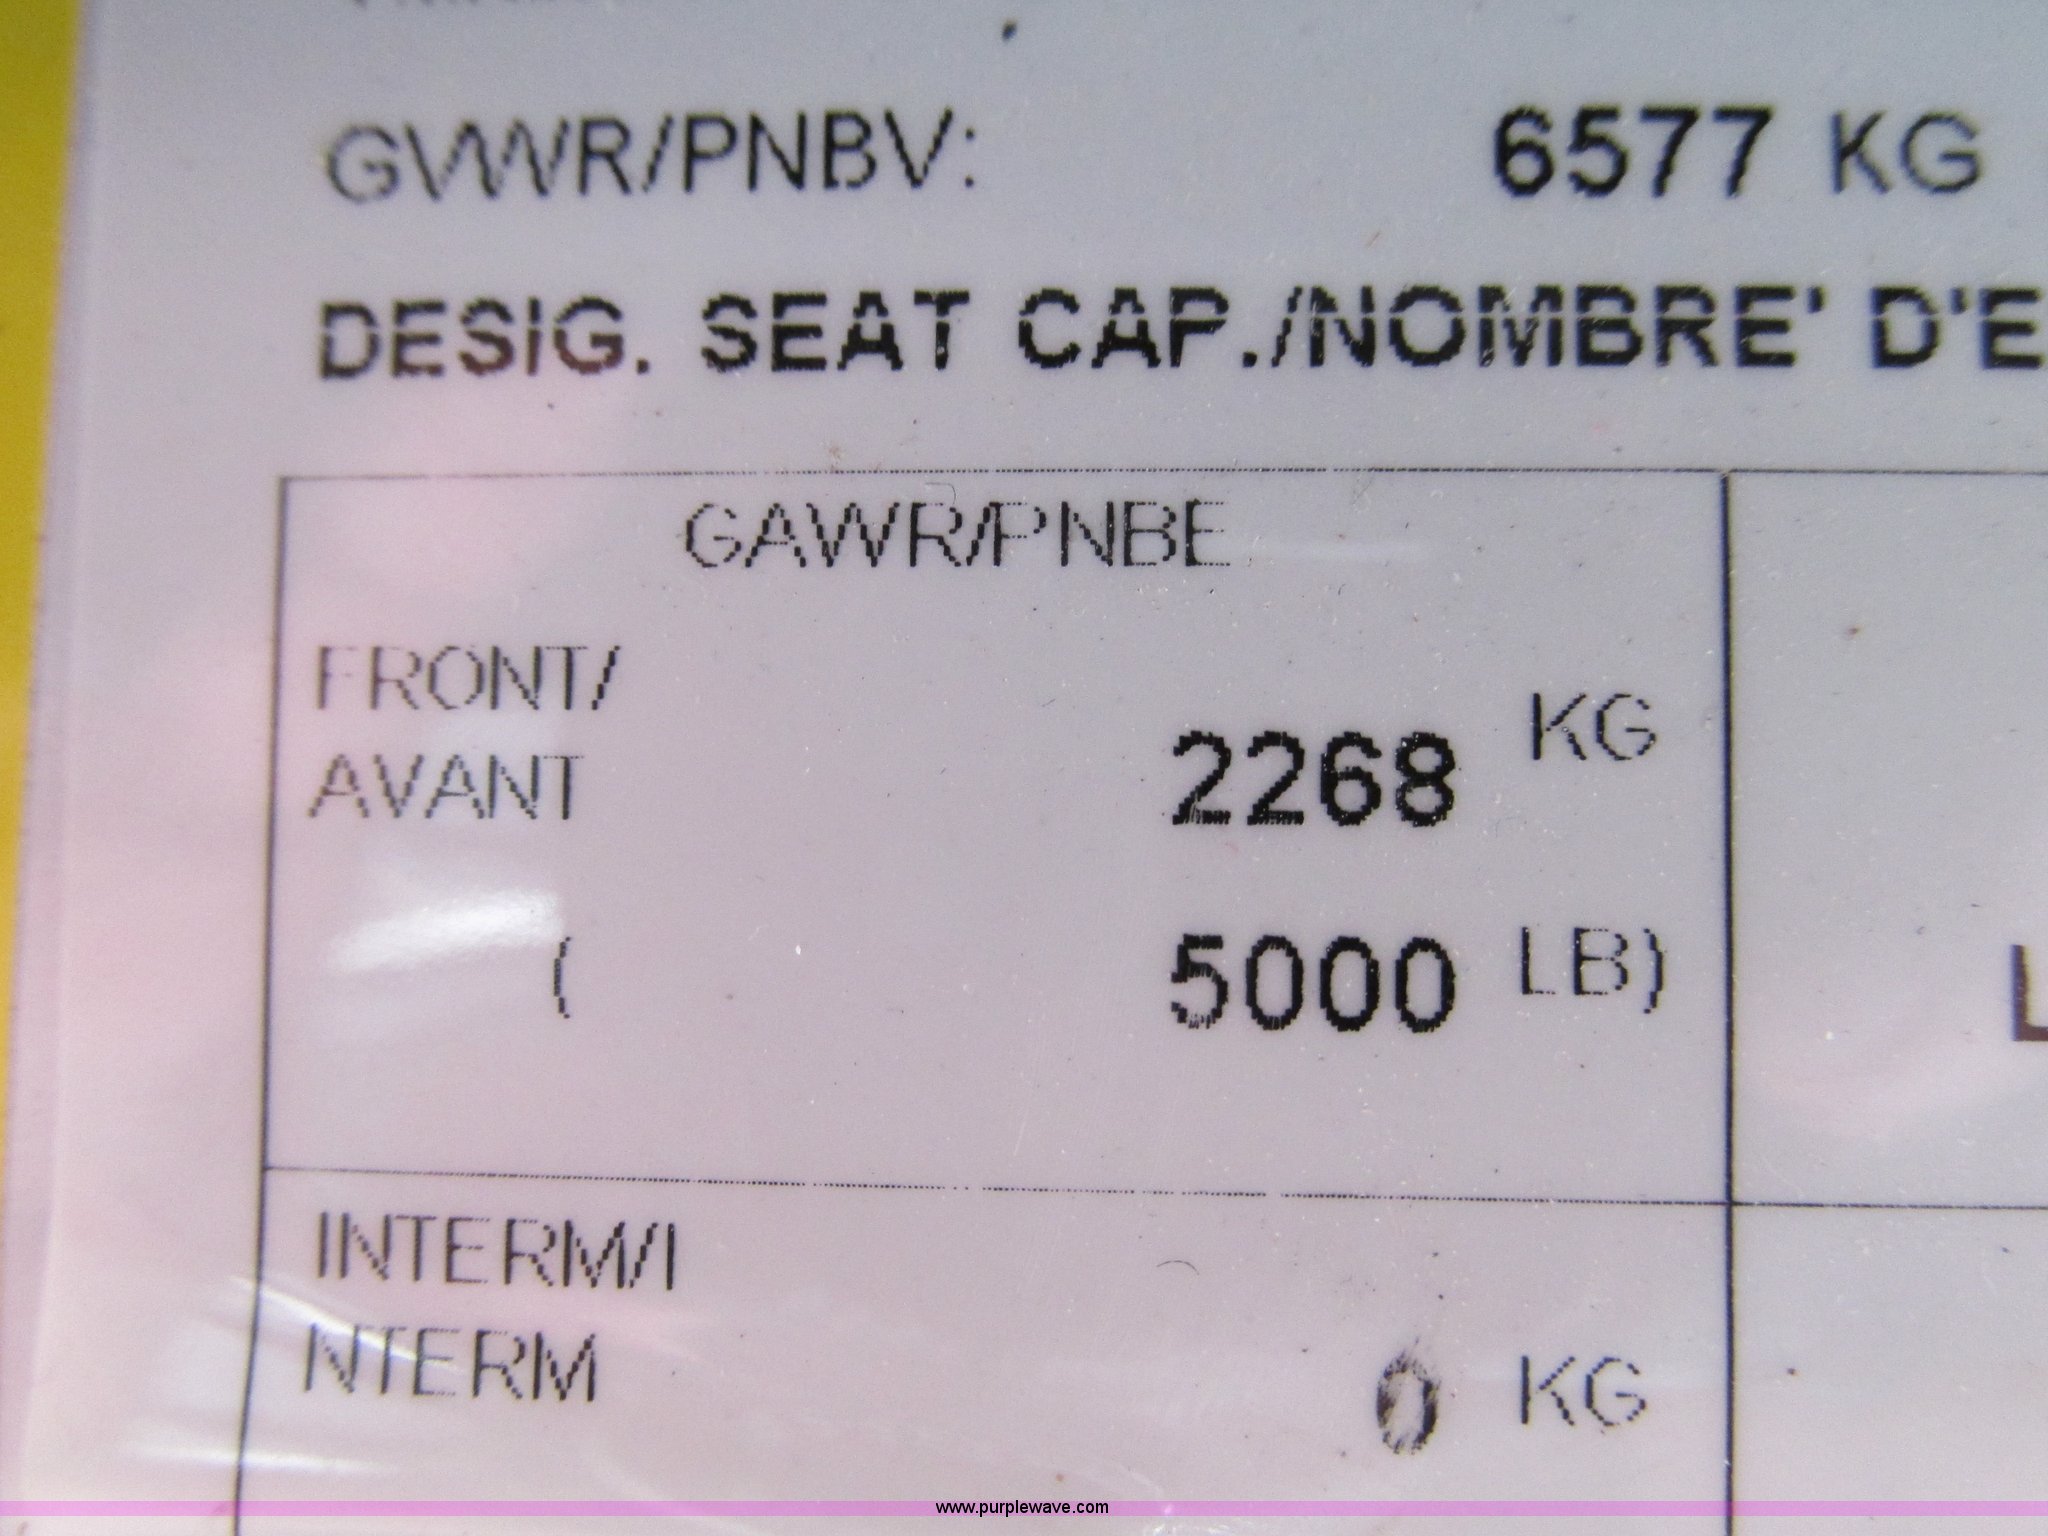 GVWR/PNBV: 6577 KG
DESIG. SEAT CAP./NOMBRE' D'E
GAWR/PNBE
FRONT/
AVANT 2268 KG
( 5000 LB)
L
INTERM/I
NTERM 0 KG
www.purplewave.com